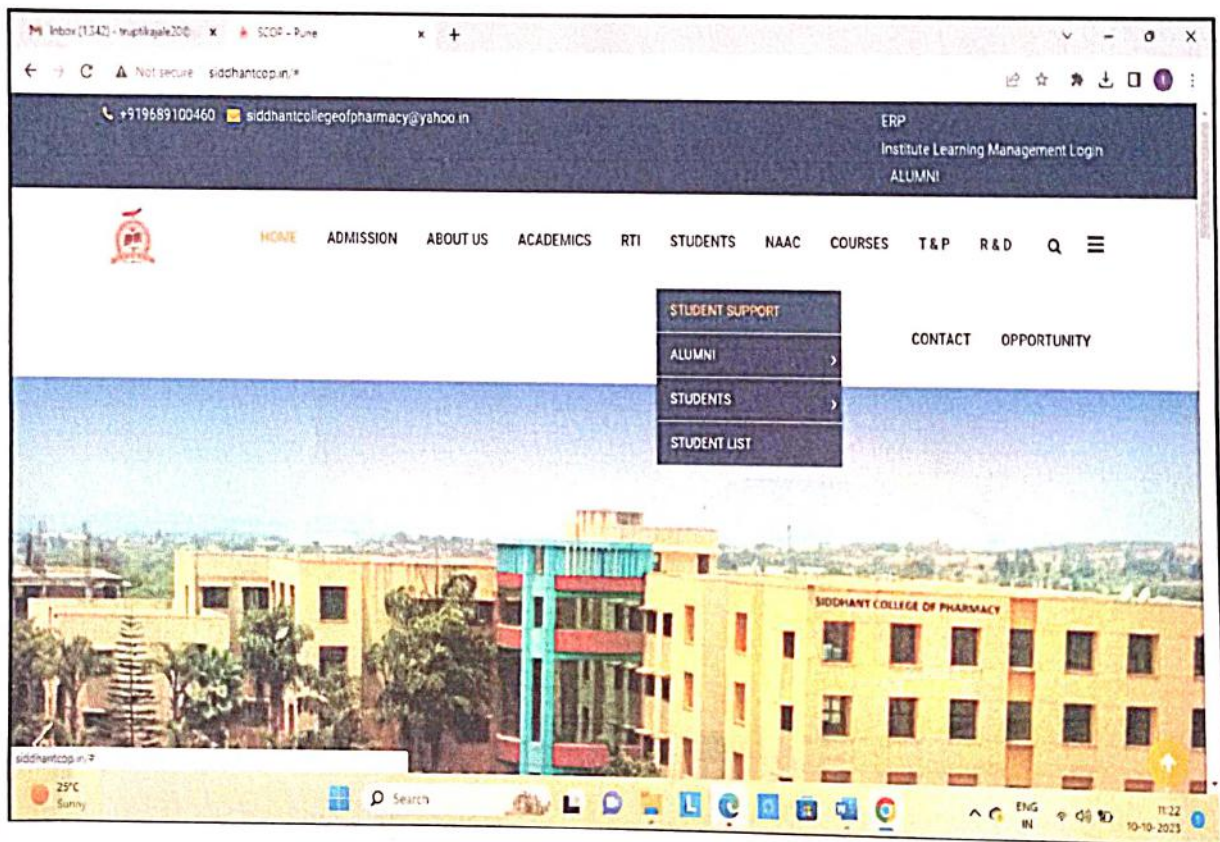 Inbox (1,342) - truptikajale20@ x SCOP - Pune x +
Not secure siddhantcop.in/#
+919689100460 siddhantcollegeofpharmacy@yahoo.in
ERP
Institute Learning Management Login
ALUMNI
HOME ADMISSION ABOUT US ACADEMICS RTI STUDENTS NAAC COURSES T & P R & D
STUDENT SUPPORT
ALUMNI
STUDENTS
STUDENT LIST
CONTACT OPPORTUNITY
SIDDHANT COLLEGE OF PHARMACY
siddhantcop.in/#
25°C
Sunny
Search
ENG
IN
11:22
10-10-2023